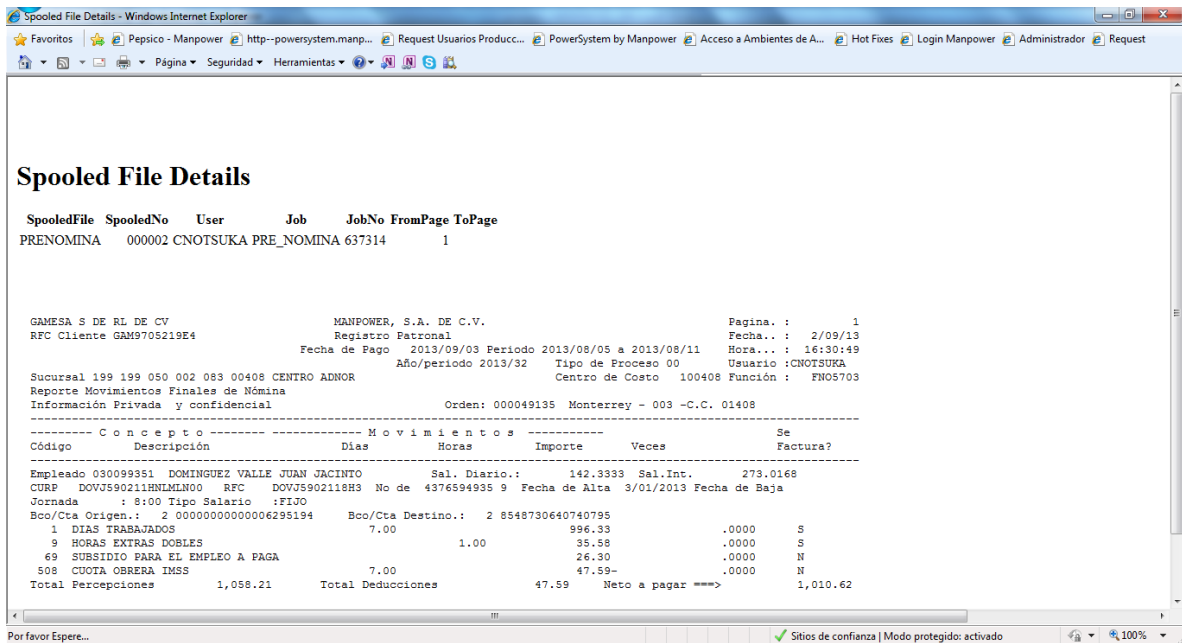 Spooled File Details - Windows Internet Explorer
Favoritos Pepsico - Manpower http--powersystem.manp... Request Usuarios Producc... PowerSystem by Manpower Acceso a Ambientes de A... Hot Fixes Login Manpower Administrador Request
Página Seguridad Herramientas
Spooled File Details
SpooledFile SpooledNo User Job JobNo FromPage ToPage
PRENOMINA 000002 CNOTSUKA PRE_NOMINA 637314 1
GAMESA S DE RL DE CV MANPOWER, S.A. DE C.V. Pagina. : 1
RFC Cliente GAM9705219E4 Registro Patronal Fecha.. : 2/09/13
Fecha de Pago 2013/09/03 Periodo 2013/08/05 a 2013/08/11 Hora... : 16:30:49
Año/periodo 2013/32 Tipo de Proceso 00 Usuario :CNOTSUKA
Sucursal 199 199 050 002 083 00408 CENTRO ADNOR Centro de Costo 100408 Función : FNO5703
Reporte Movimientos Finales de Nómina
Información Privada y confidencial Orden: 000049135 Monterrey - 003 -C.C. 01408
--------- C o n c e p t o -------- ------------ M o v i m i e n t o s ----------- Se
Código Descripción Días Horas Importe Veces Factura?
Empleado 030099351 DOMINGUEZ VALLE JUAN JACINTO Sal. Diario.: 142.3333 Sal.Int. 273.0168
CURP DOVJ590211HNLMLN00 RFC DOVJ5902118H3 No de 4376594935 9 Fecha de Alta 3/01/2013 Fecha de Baja
Jornada : 8:00 Tipo Salario :FIJO
Bco/Cta Origen.: 2 00000000000006295194 Bco/Cta Destino.: 2 8548730640740795
1 DIAS TRABAJADOS 7.00 996.33 .0000 S
9 HORAS EXTRAS DOBLES 1.00 35.58 .0000 S
69 SUBSIDIO PARA EL EMPLEO A PAGA 26.30 .0000 N
508 CUOTA OBRERA IMSS 7.00 47.59- .0000 N
Total Percepciones 1,058.21 Total Deducciones 47.59 Neto a pagar ===> 1,010.62
Por favor Espere... Sitios de confianza | Modo protegido: activado 100%